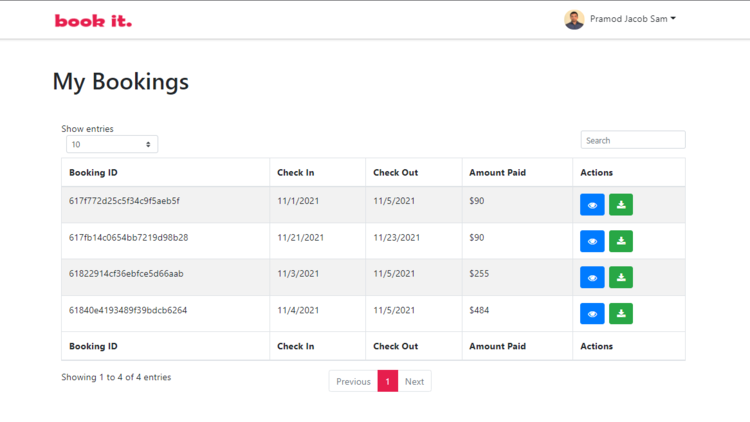 book it.
Pramod Jacob Sam
My Bookings
Show entries
10
Search
Booking ID Check In Check Out Amount Paid Actions
617f772d25c5f34c9f5aeb5f 11/1/2021 11/5/2021 $90
617fb14c0654bb7219d98b28 11/21/2021 11/23/2021 $90
61822914cf36ebfce5d66aab 11/3/2021 11/5/2021 $255
61840e4193489f39bdcb6264 11/4/2021 11/5/2021 $484
Booking ID Check In Check Out Amount Paid Actions
Showing 1 to 4 of 4 entries
Previous 1 Next